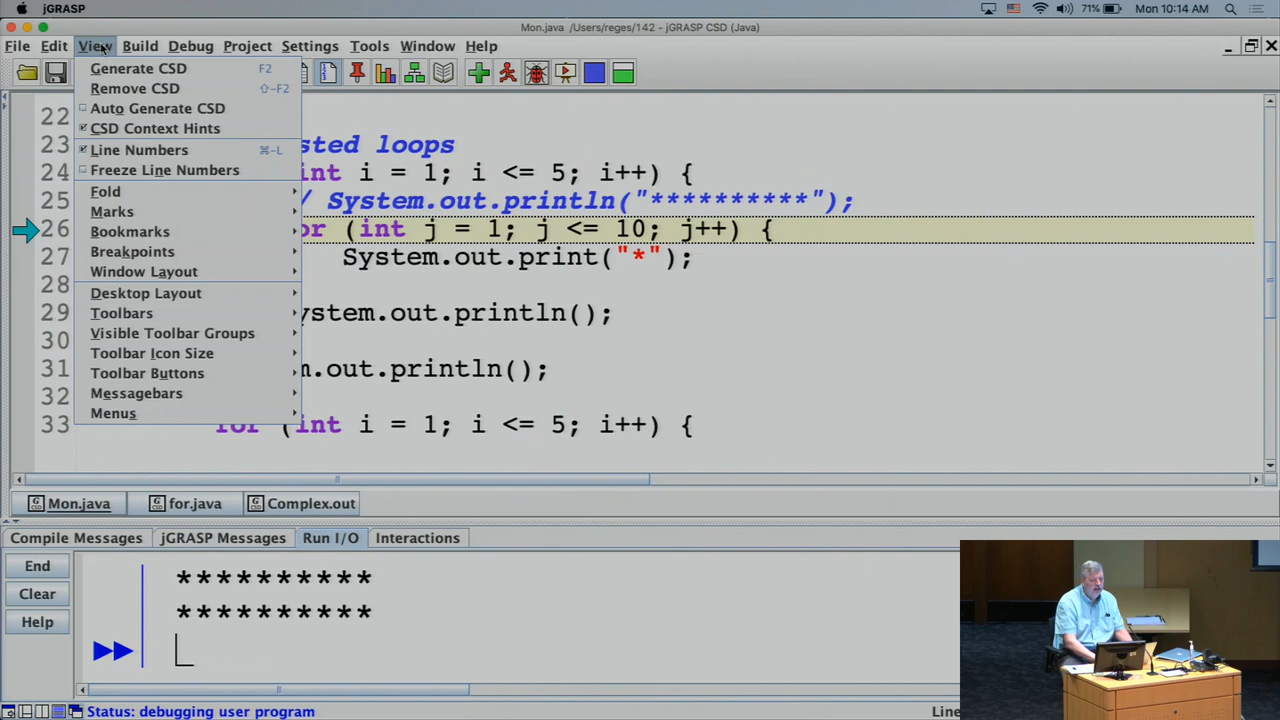 jGRASP
71% Mon 10:14 AM
Mon.java /Users/reges/142 - jGRASP CSD (Java)
File Edit View Build Debug Project Settings Tools Window Help
Generate CSD F2
Remove CSD ⇧-F2
Auto Generate CSD
CSD Context Hints
Line Numbers ⌘-L
Freeze Line Numbers
Fold
Marks
Bookmarks
Breakpoints
Window Layout
Desktop Layout
Toolbars
Visible Toolbar Groups
Toolbar Icon Size
Toolbar Buttons
Messagebars
Menus
22
23 sted loops
24 int i = 1; i <= 5; i++) {
25 / System.out.println("**********");
26 or (int j = 1; j <= 10; j++) {
27 System.out.print("*");
28
29 ystem.out.println();
30
31 m.out.println();
32
33 for (int i = 1; i <= 5; i++) {
Mon.java for.java Complex.out
Compile Messages jGRASP Messages Run I/O Interactions
End
Clear
Help
**********
**********
Status: debugging user program
Line